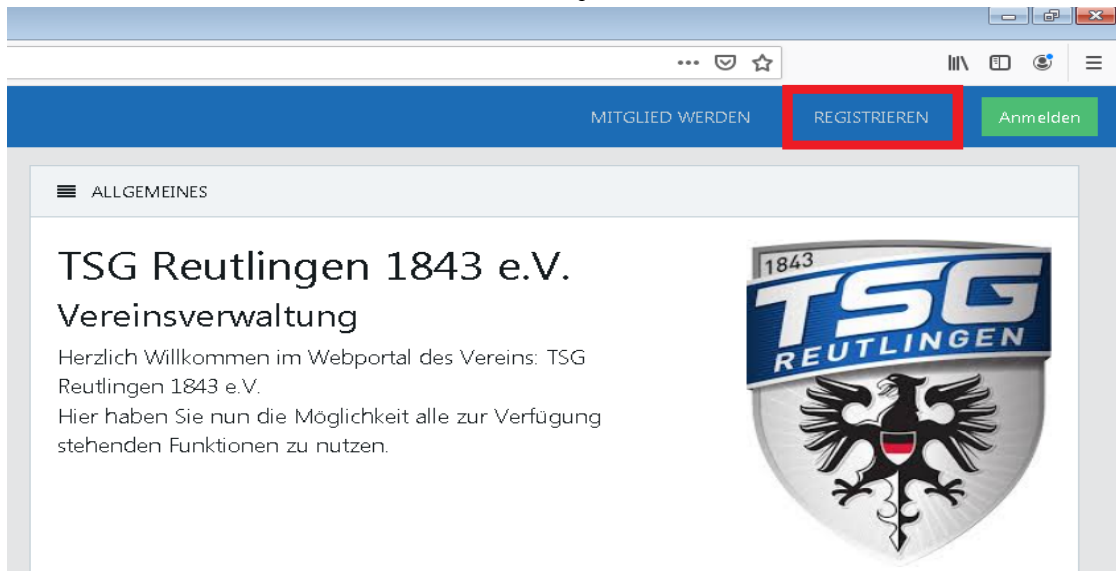 MITGLIED WERDEN REGISTRIEREN Anmelden
ALLGEMEINES
TSG Reutlingen 1843 e.V.
Vereinsverwaltung
Herzlich Willkommen im Webportal des Vereins: TSG
Reutlingen 1843 e.V.
Hier haben Sie nun die Möglichkeit alle zur Verfügung
stehenden Funktionen zu nutzen.
1843
TSG
REUTLINGEN